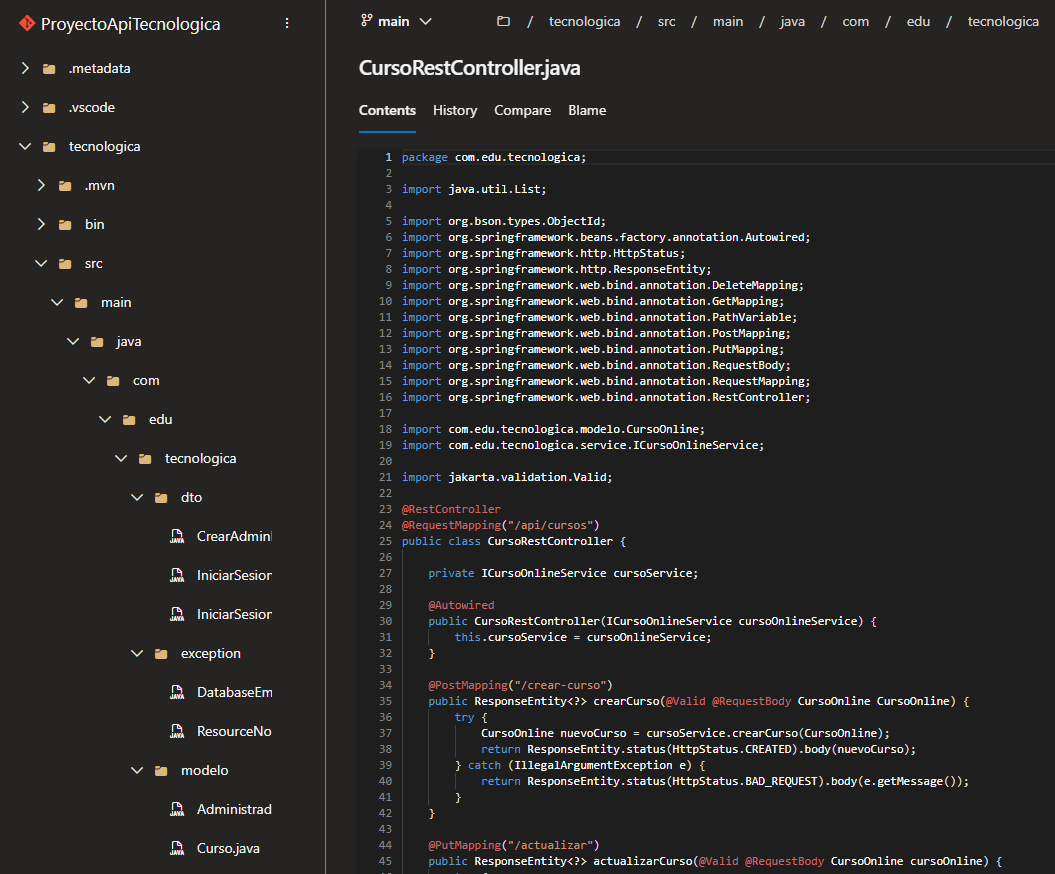 ProyectoApiTecnologica
.metadata
.vscode
tecnologica
.mvn
bin
src
main
java
com
edu
tecnologica
dto
CrearAdminI
IniciarSesion
IniciarSesion
exception
DatabaseEm
ResourceNo
modelo
Administrad
Curso.java
main
/ tecnologica / src / main / java / com / edu / tecnologica
CursoRestController.java
Contents History Compare Blame
1 package com.edu.tecnologica;
2
3 import java.util.List;
4
5 import org.bson.types.ObjectId;
6 import org.springframework.beans.factory.annotation.Autowired;
7 import org.springframework.http.HttpStatus;
8 import org.springframework.http.ResponseEntity;
9 import org.springframework.web.bind.annotation.DeleteMapping;
10 import org.springframework.web.bind.annotation.GetMapping;
11 import org.springframework.web.bind.annotation.PathVariable;
12 import org.springframework.web.bind.annotation.PostMapping;
13 import org.springframework.web.bind.annotation.PutMapping;
14 import org.springframework.web.bind.annotation.RequestBody;
15 import org.springframework.web.bind.annotation.RequestMapping;
16 import org.springframework.web.bind.annotation.RestController;
17
18 import com.edu.tecnologica.modelo.CursoOnline;
19 import com.edu.tecnologica.service.ICursoOnlineService;
20
21 import jakarta.validation.Valid;
22
23 @RestController
24 @RequestMapping("/api/cursos")
25 public class CursoRestController {
26
27 private ICursoOnlineService cursoService;
28
29 @Autowired
30 public CursoRestController(ICursoOnlineService cursoOnlineService) {
31 this.cursoService = cursoOnlineService;
32 }
33
34 @PostMapping("/crear-curso")
35 public ResponseEntity<?> crearCurso(@Valid @RequestBody CursoOnline CursoOnline) {
36 try {
37 CursoOnline nuevoCurso = cursoService.crearCurso(CursoOnline);
38 return ResponseEntity.status(HttpStatus.CREATED).body(nuevoCurso);
39 } catch (IllegalArgumentException e) {
40 return ResponseEntity.status(HttpStatus.BAD_REQUEST).body(e.getMessage());
41 }
42 }
43
44 @PutMapping("/actualizar")
45 public ResponseEntity<?> actualizarCurso(@Valid @RequestBody CursoOnline cursoOnline) {